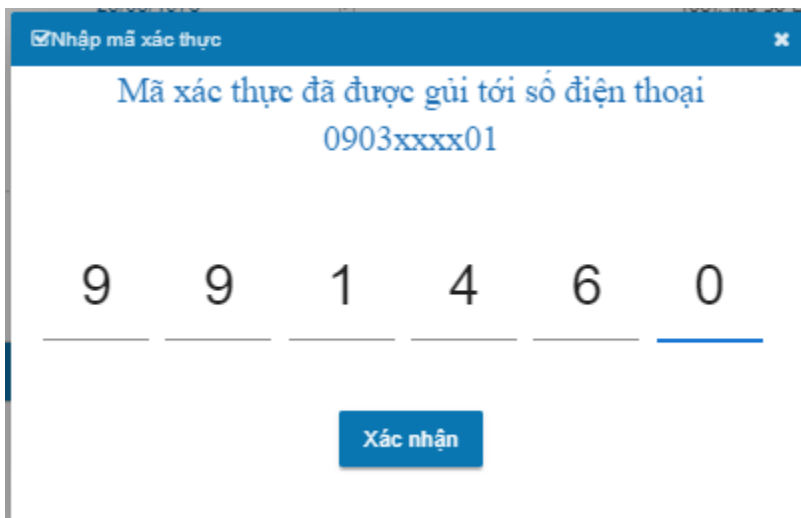 Nhập mã xác thực
Mã xác thực đã được gùi tới số điện thoại
0903xxxx01
9 9 1 4 6 0
Xác nhận